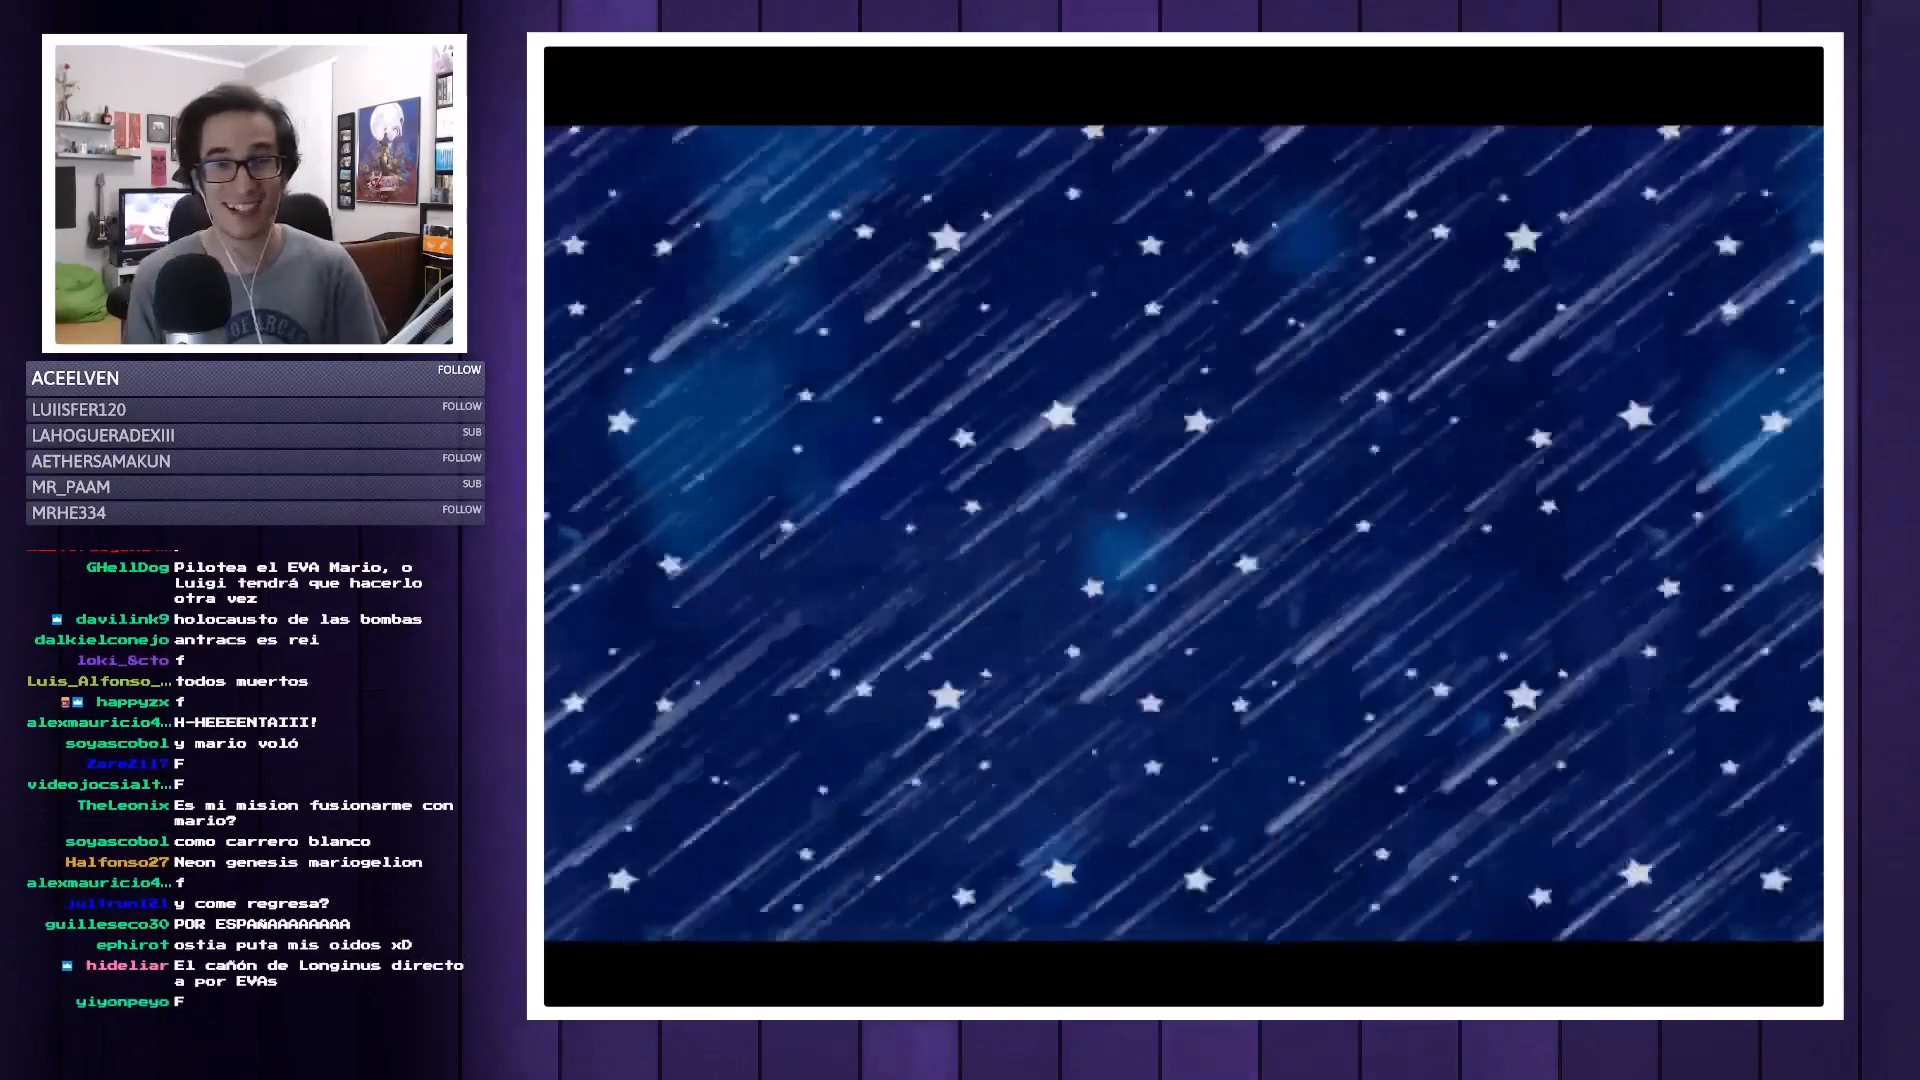 ACEELVEN FOLLOW
LUIISFER120 FOLLOW
LAHOGUERADEXIII SUB
AETHERSAMAKUN FOLLOW
MR_PAAM SUB
MRHE334 FOLLOW
GHellDog Pilotea el EVA Mario, o
Luigi tendrá que hacerlo
otra vez
davilink9 holocausto de las bombas
dalkielconejo antracs es rei
loki_8cto f
Luis_Alfonso_… todos muertos
happyzx f
alexmauricio4… H-HEEEENTAIII!
soyascobol y mario voló
ZareZ117 F
videojocsialt… F
TheLeonix Es mi mision fusionarme con
mario?
soyascobol como carrero blanco
Halfonso27 Neon genesis mariogelion
alexmauricio4… f
y come regresa?
guilleseco30 POR ESPAñAAAAAAAAA
ephirot ostia puta mis oidos xD
hideliar El cañón de Longinus directo
a por EVAs
yiyonpeyo F